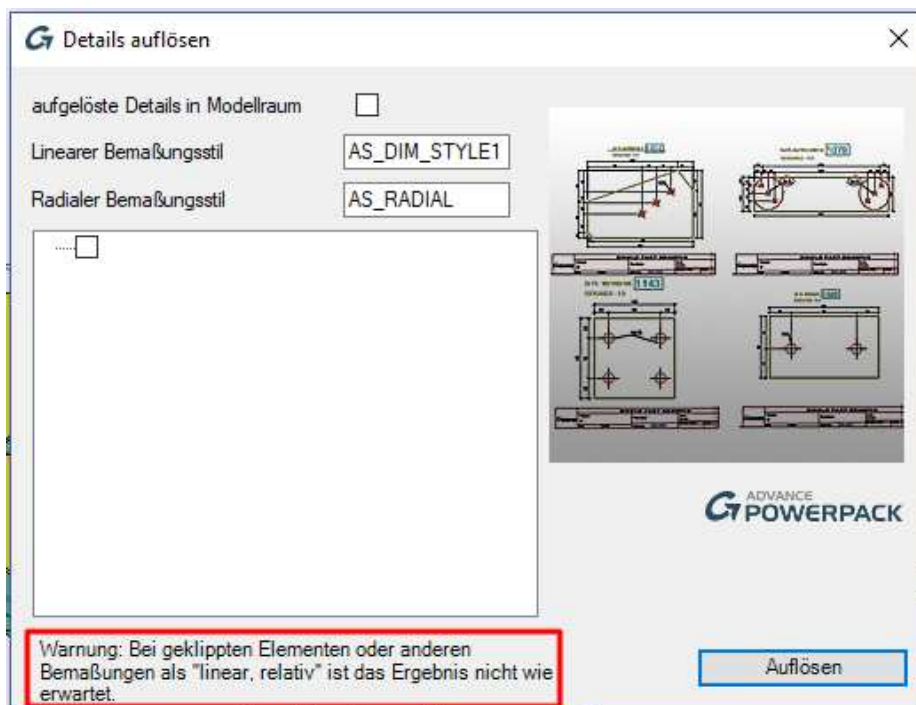 Details auflösen
aufgelöste Details in Modellraum
Linearer Bemaßungsstil
AS_DIM_STYLE1
Radialer Bemaßungsstil
AS_RADIAL
1143
ADVANCE
POWERPACK
Warnung: Bei geklippten Elementen oder anderen
Bemaßungen als "linear, relativ" ist das Ergebnis nicht wie
erwartet.
Auflösen